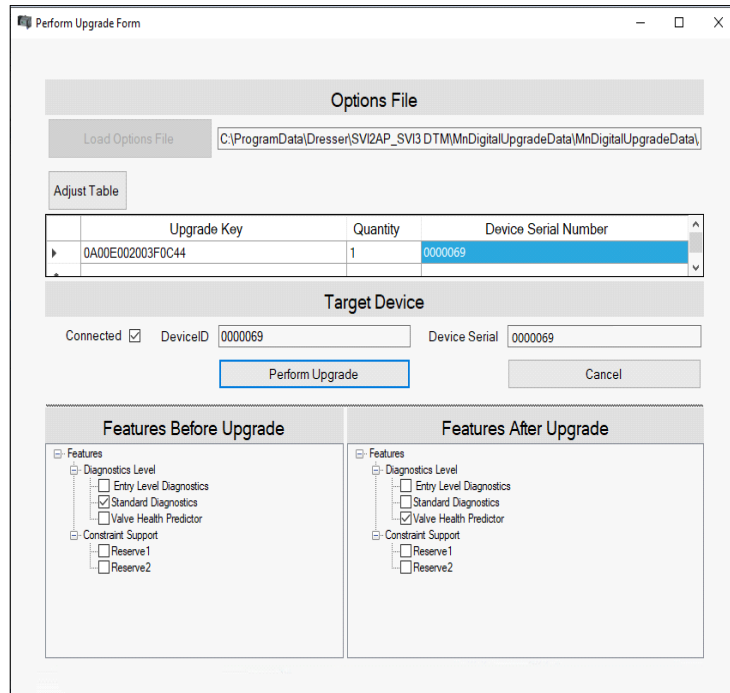 Perform Upgrade Form
Options File
Load Options File C:\ProgramData\Dresser\SVI2AP_SVI3 DTM\MnDigitalUpgradeData\MnDigitalUpgradeData\
Adjust Table
Upgrade Key Quantity Device Serial Number
0A00E002003F0C44 1 0000069
Target Device
Connected DeviceID 0000069 Device Serial 0000069
Perform Upgrade Cancel
Features Before Upgrade
Features
Diagnostics Level
Entry Level Diagnostics
Standard Diagnostics
Valve Health Predictor
Constraint Support
Reserve1
Reserve2
Features After Upgrade
Features
Diagnostics Level
Entry Level Diagnostics
Standard Diagnostics
Valve Health Predictor
Constraint Support
Reserve1
Reserve2